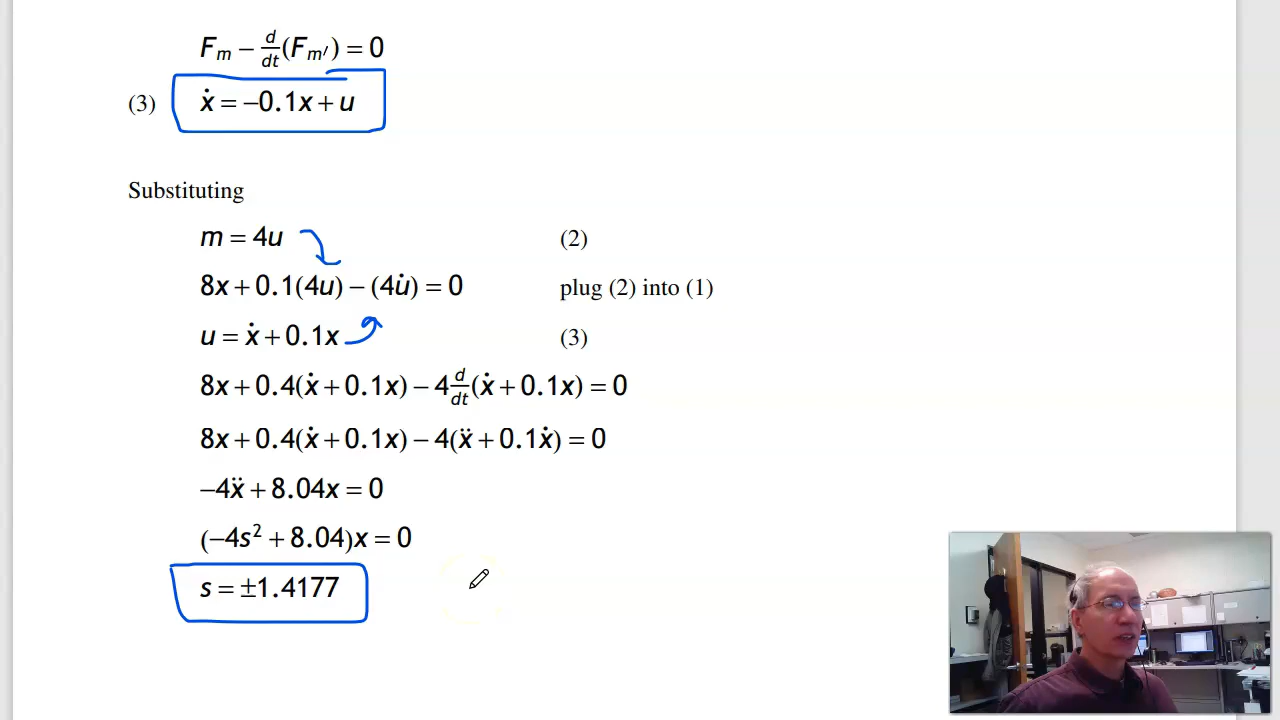 Fₘ − d/dt(Fₘ′) = 0
(3) ẋ = −0.1x + u
Substituting
m = 4u (2)
8x + 0.1(4u) − (4u̇) = 0 plug (2) into (1)
u = ẋ + 0.1x (3)
8x + 0.4(ẋ + 0.1x) − 4 d/dt(ẋ + 0.1x) = 0
8x + 0.4(ẋ + 0.1x) − 4(ẍ + 0.1ẋ) = 0
−4ẍ + 8.04x = 0
(−4s² + 8.04)x = 0
s = ±1.4177